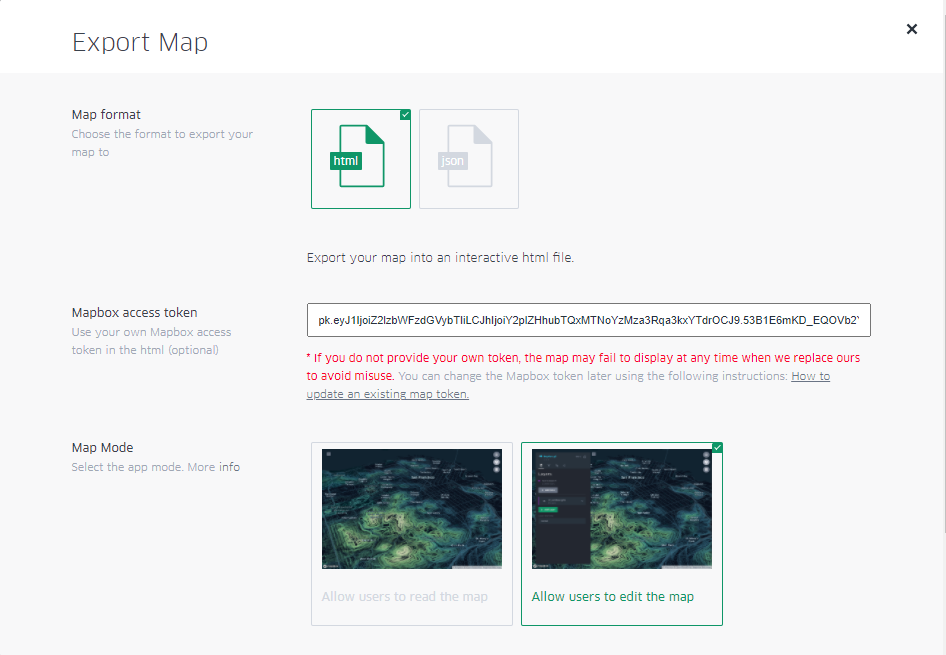 Export Map
Map format
Choose the format to export your
map to
html
json
Export your map into an interactive html file.
Mapbox access token
Use your own Mapbox access
token in the html (optional)
* If you do not provide your own token, the map may fail to display at any time when we replace ours
to avoid misuse. You can change the Mapbox token later using the following instructions: How to
update an existing map token.
Map Mode
Select the app mode. More info
Allow users to read the map
Allow users to edit the map